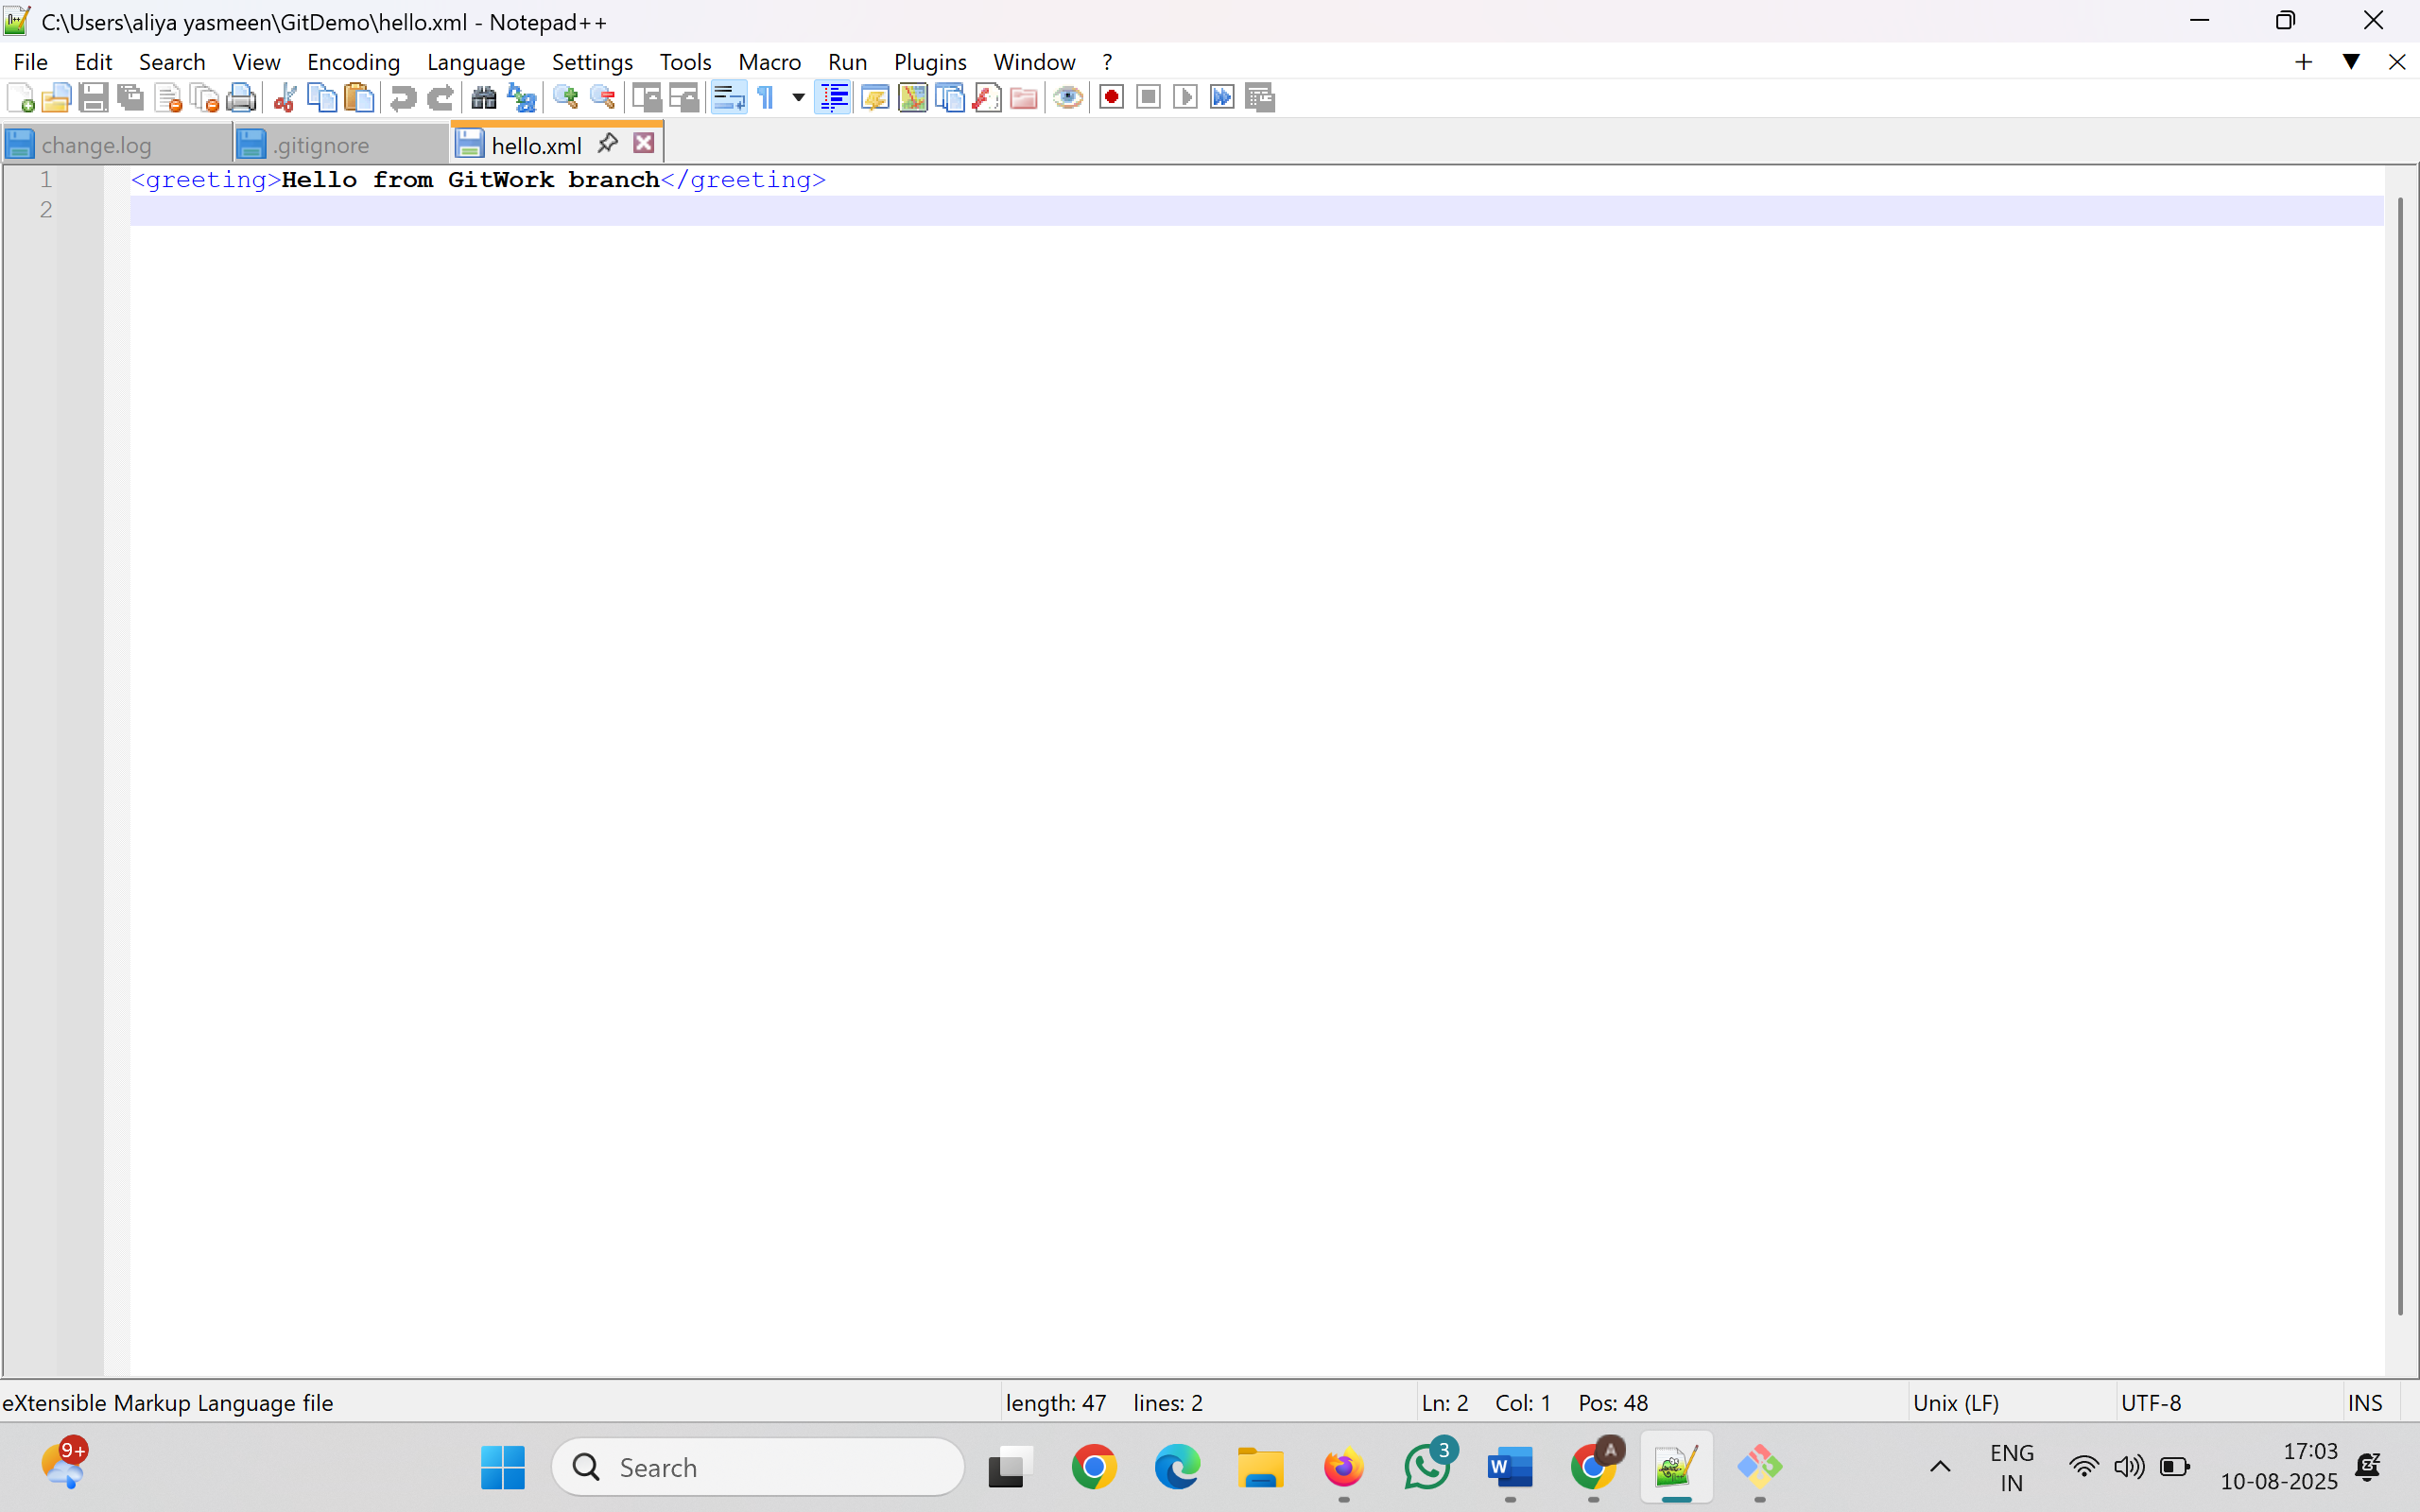 C:\Users\aliya yasmeen\GitDemo\hello.xml - Notepad++
File Edit Search View Encoding Language Settings Tools Macro Run Plugins Window ?
change.log .gitignore hello.xml
1 <greeting>Hello from GitWork branch</greeting>
2
eXtensible Markup Language file length: 47 lines: 2 Ln: 2 Col: 1 Pos: 48 Unix (LF) UTF-8 INS
9+ Search 3 W A ENG 17:03
IN 10-08-2025